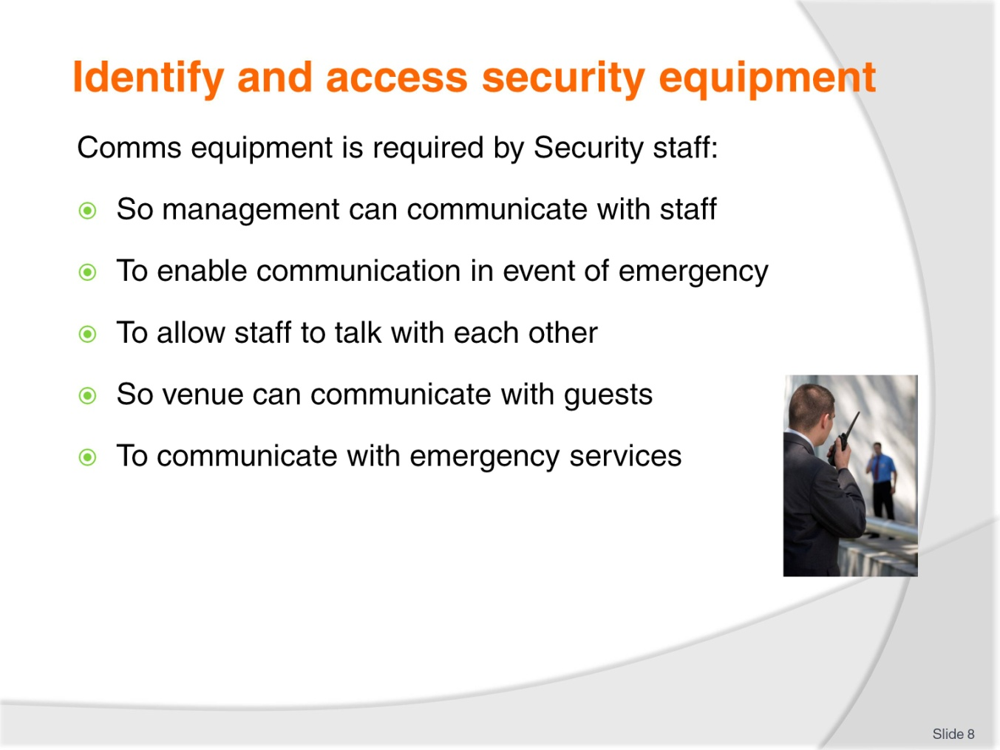 Identify and access security equipment
Comms equipment is required by Security staff:
So management can communicate with staff
To enable communication in event of emergency
To allow staff to talk with each other
So venue can communicate with guests
To communicate with emergency services
Slide 8